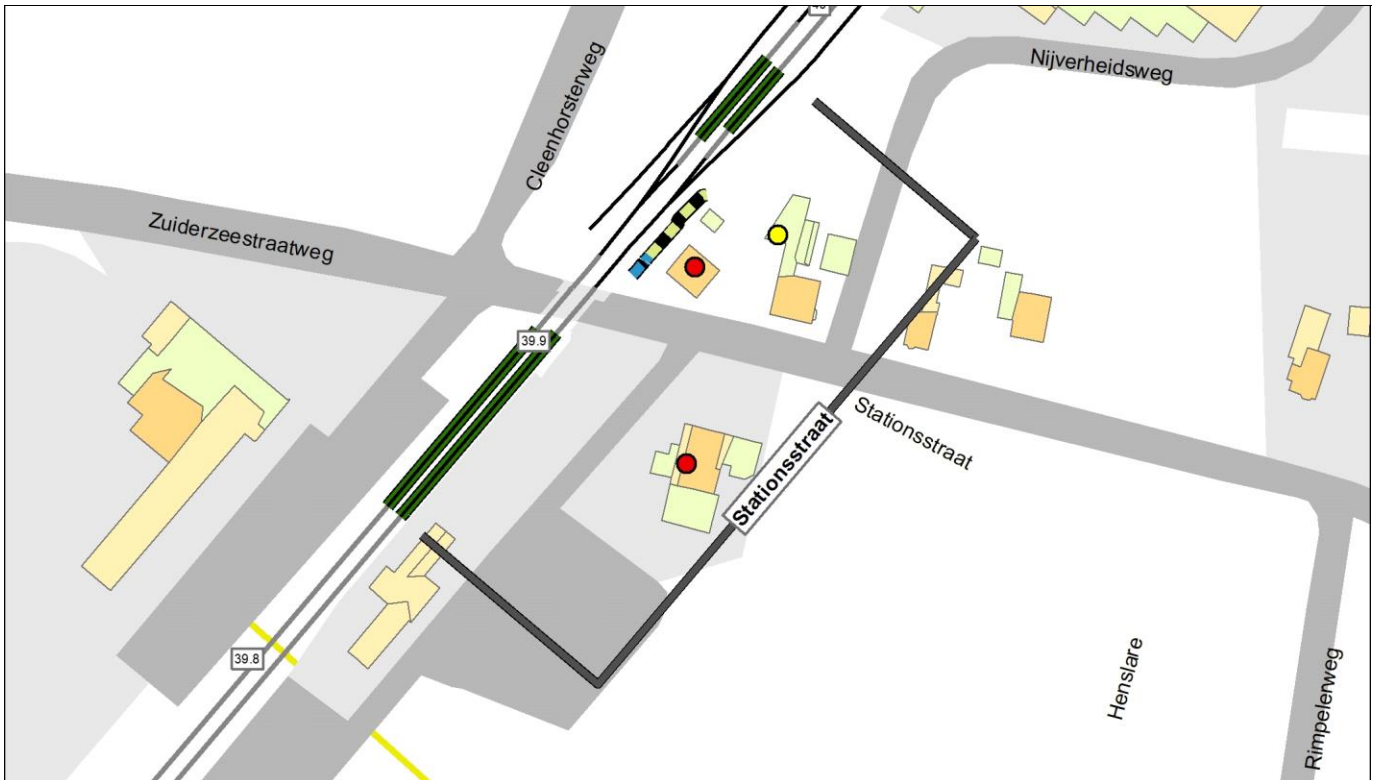 Cleenhorsterweg
Nijverheidsweg
Zuiderzeestraatweg
39.9
Stationsstraat
Stationsstraat
39.8
Henslare
Rimpelerweg